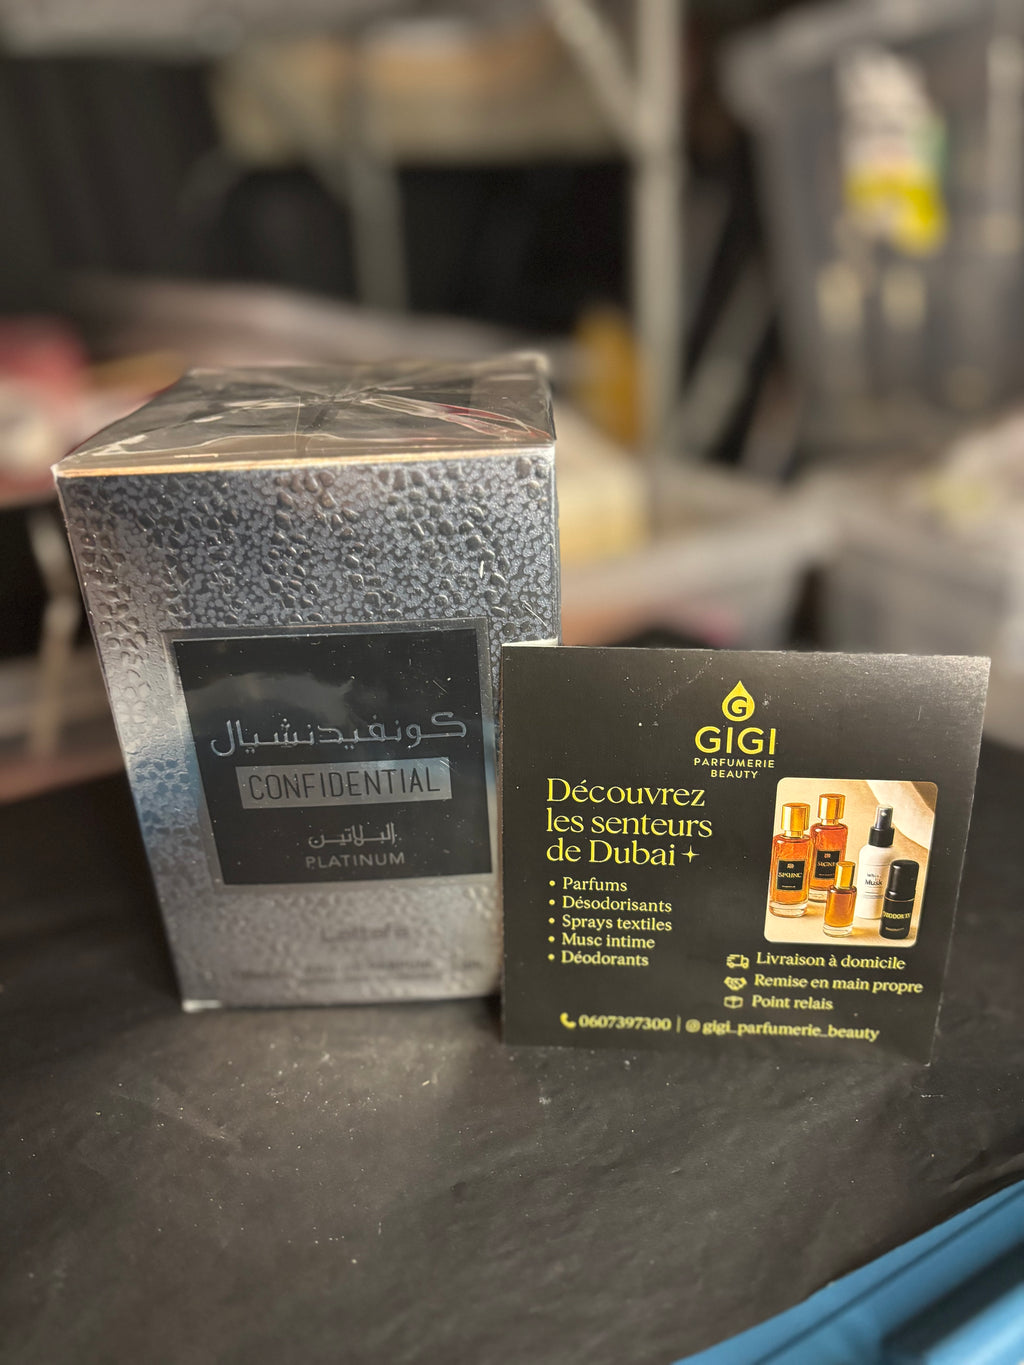 كونفيدنشيال
CONFIDENTIAL
البلاتين
PLATINUM
G
GIGI
PARFUMERIE
BEAUTY
Découvrez
les senteurs
de Dubai
• Parfums
• Désodorisants
• Sprays textiles
• Musc intime
• Déodorants
Musk
Livraison à domicile
Remise en main propre
Point relais
0607397300 | gigi_parfumerie_beauty